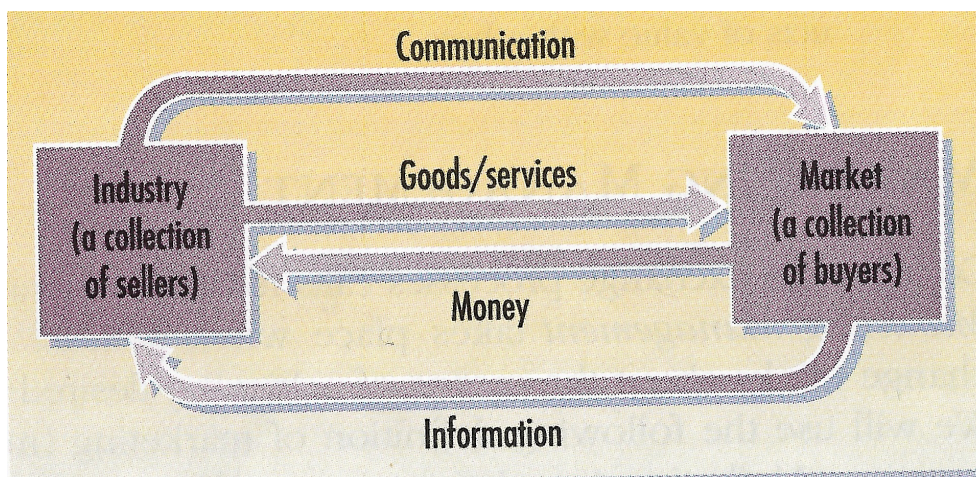 Communication
Industry
(a collection
of sellers)
Goods/services
Market
(a collection
of buyers)
Money
Information